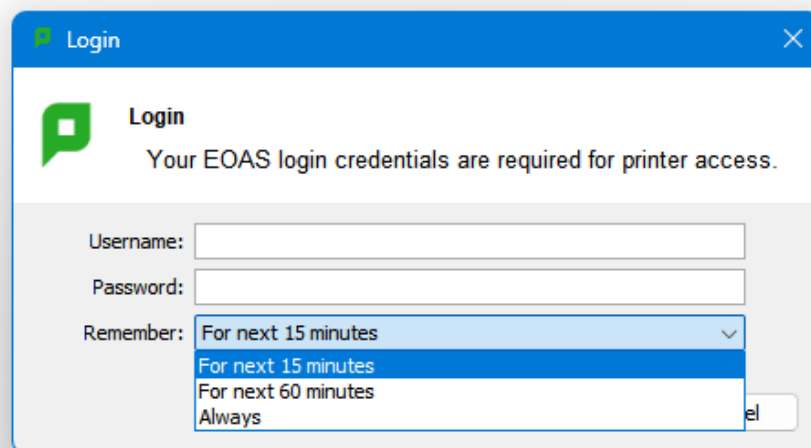 Login
Login
Your EOAS login credentials are required for printer access.
Username:
Password:
Remember: For next 15 minutes
For next 15 minutes
For next 60 minutes
Always